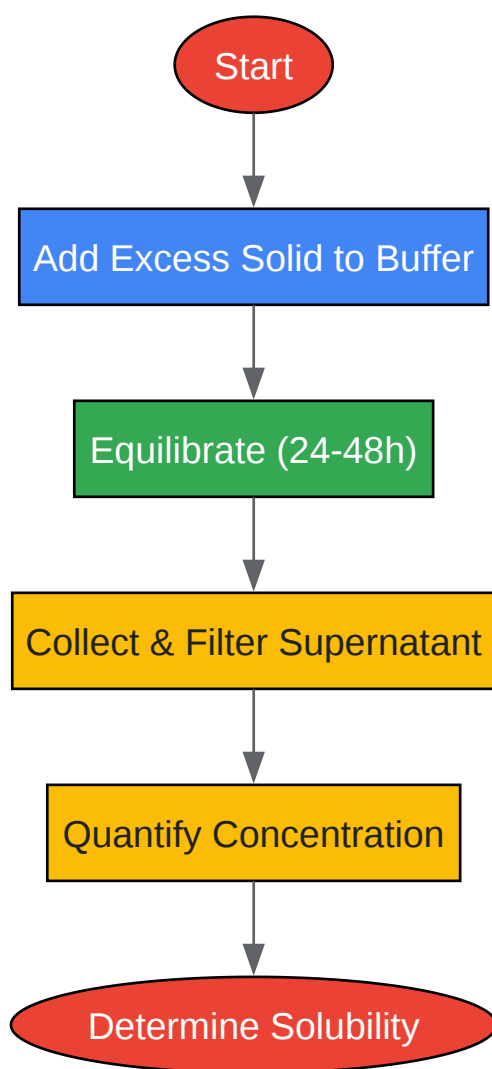 Start
Add Excess Solid to Buffer
Equilibrate (24-48h)
Collect & Filter Supernatant
Quantify Concentration
Determine Solubility